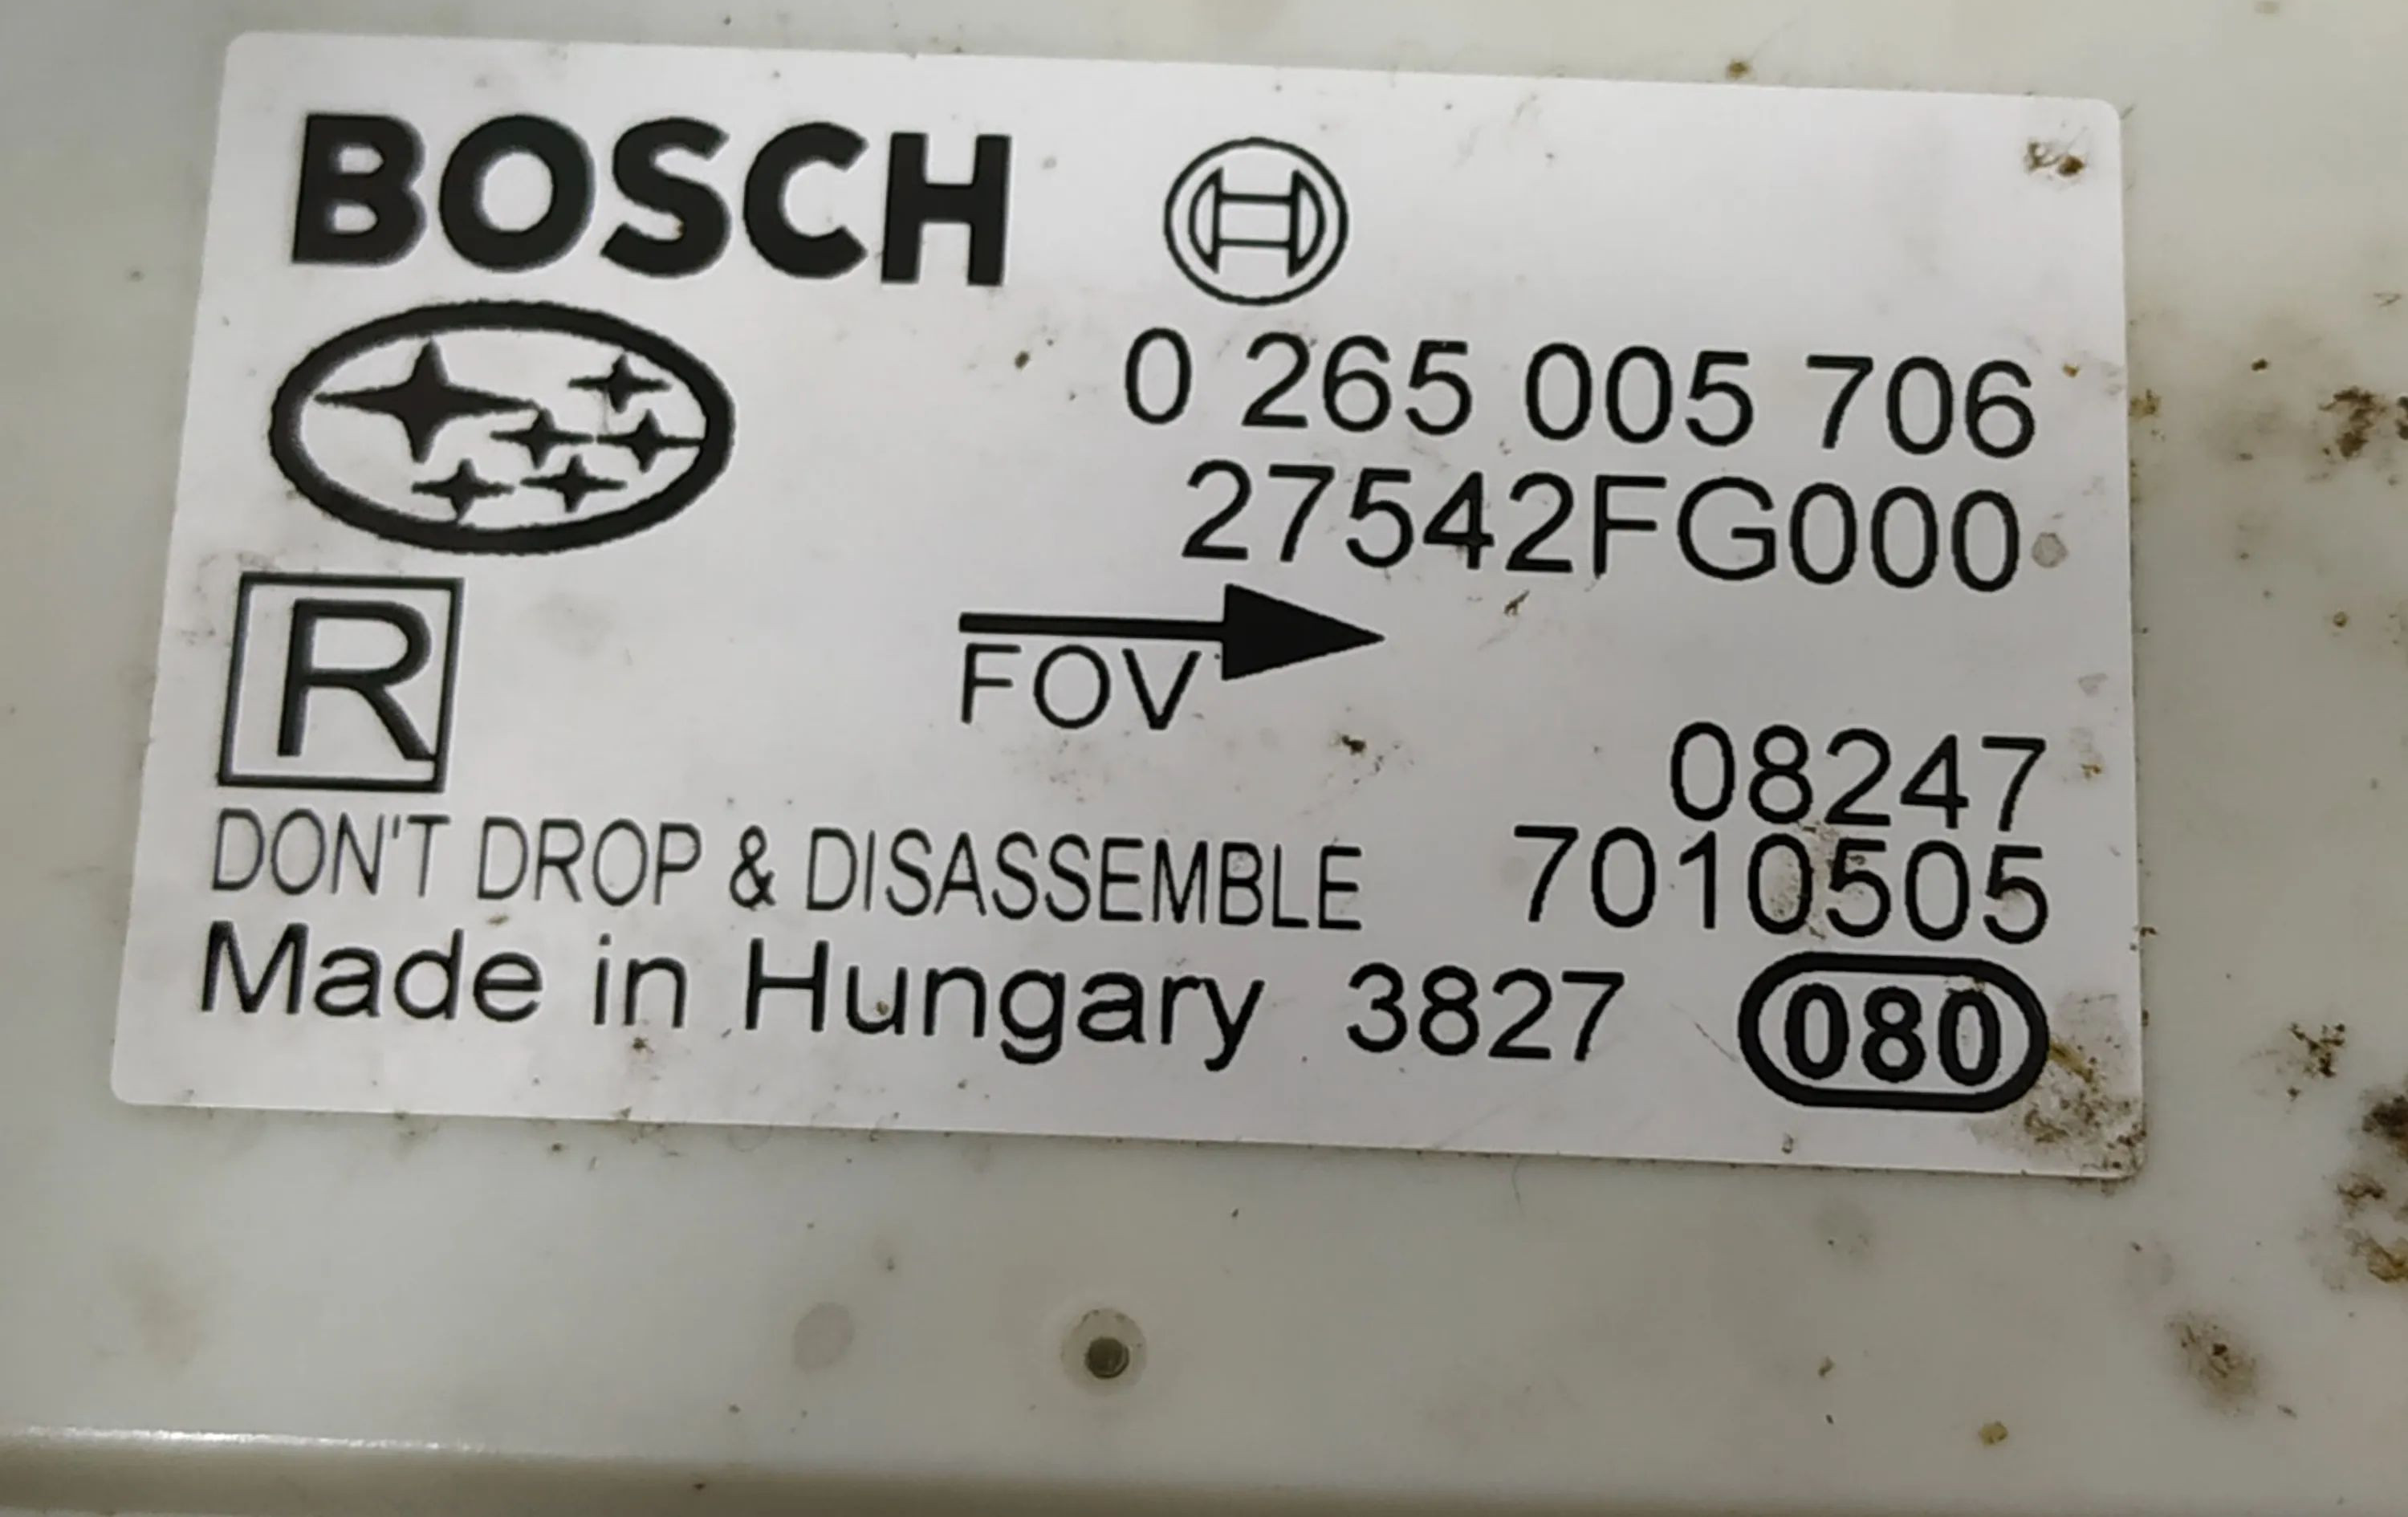 BOSCH
0 265 005 706
27542FG000
R
FOV
08247
DON'T DROP & DISASSEMBLE 7010505
Made in Hungary 3827 080